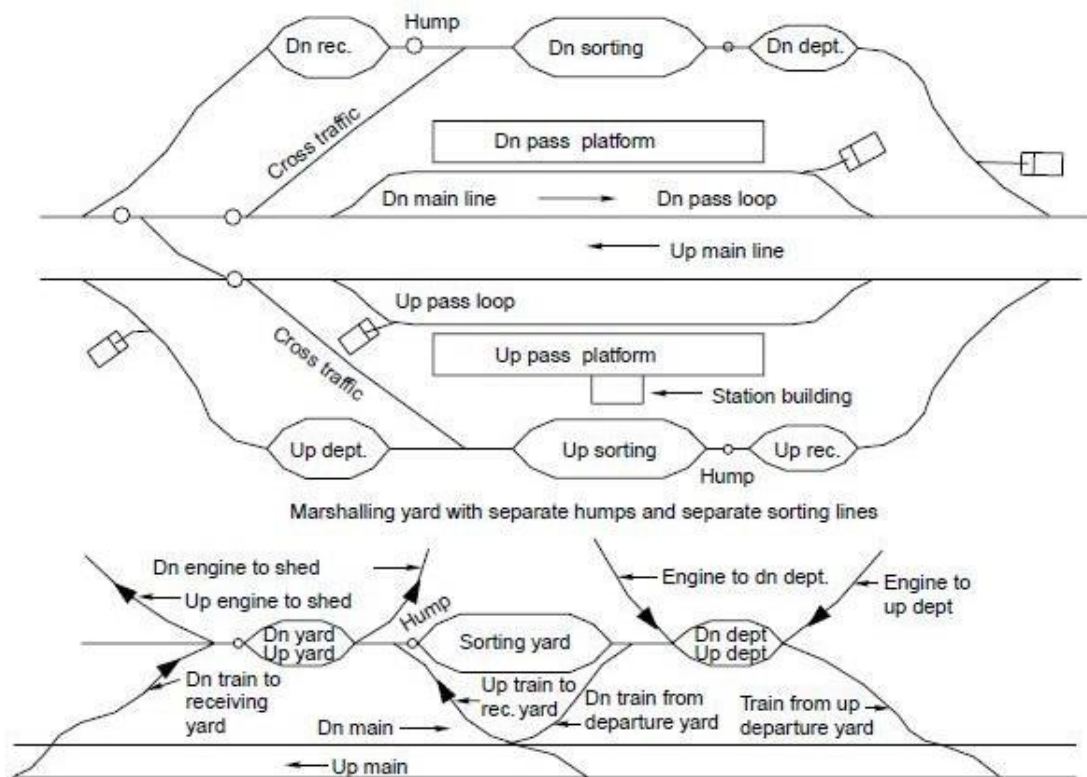 Hump
Dn rec.
Dn sorting
Dn dept.
Cross traffic
Dn pass platform
Dn main line
Dn pass loop
Up main line
Up pass loop
Cross traffic
Up pass platform
Station building
Up dept.
Up sorting
Up rec.
Hump
Marshalling yard with separate humps and separate sorting lines
Dn engine to shed
Up engine to shed
Engine to dn dept.
Engine to
up dept
Hump
Dn yard
Up yard
Sorting yard
Dn dept
Up dept
Dn train to
receiving
yard
Up train to
rec. yard
Dn train from
departure yard
Train from up
departure yard
Dn main
Up main